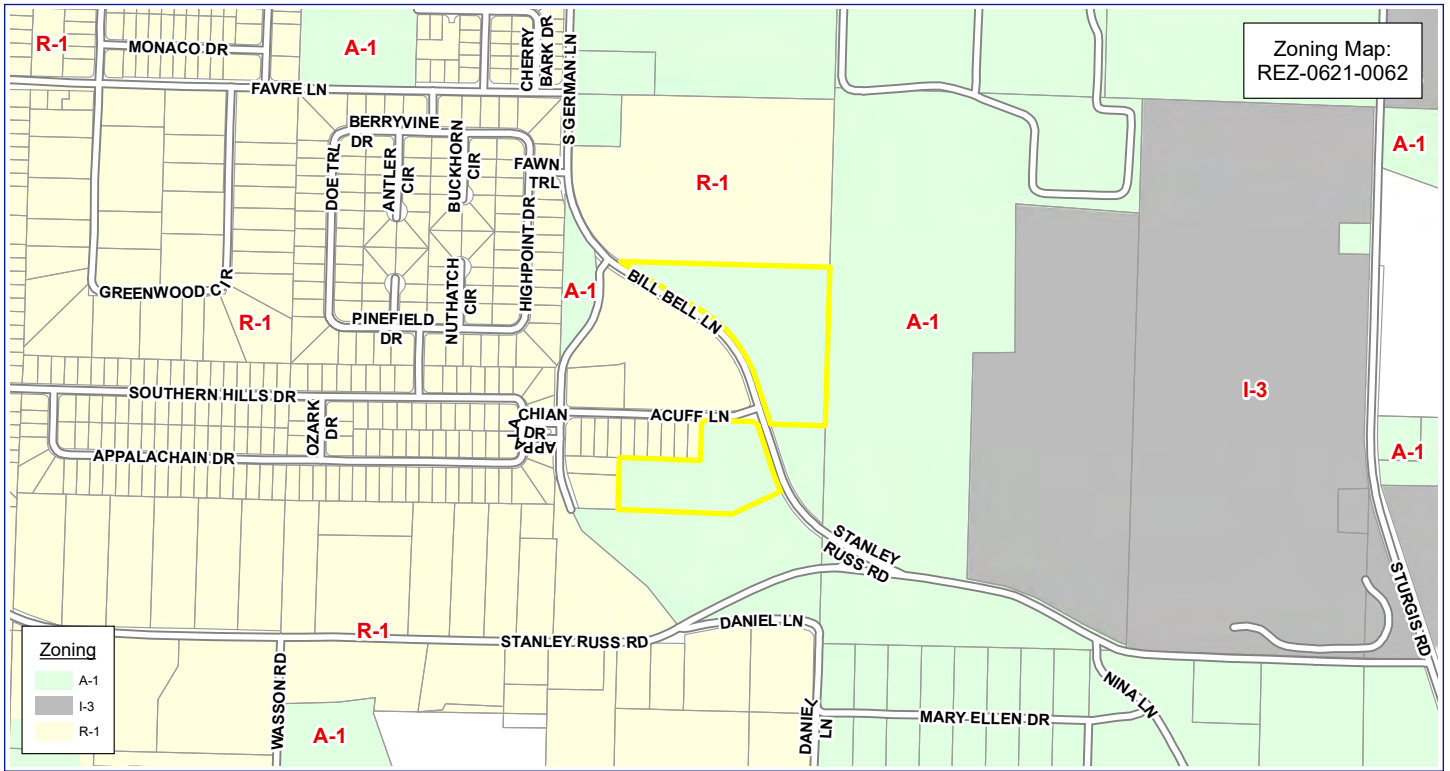 Zoning Map:
REZ-0621-0062
R-1
MONACO DR
A-1
CHERRY
BARK DR
S GERMAN LN
FAVRE LN
BERRYVINE
DR
DOE TRL
ANTLER
CIR
BUCKHORN
CIR
FAWN
TRL
R-1
A-1
HIGHPOINT DR
NUTHATCH
CIR
GREENWOOD CIR
R-1
PINEFIELD
DR
A-1
BILL BELL LN
A-1
I-3
SOUTHERN HILLS DR
OZARK
DR
APPALACHIAN
DR
ACUFF LN
APPALACHAIN DR
A-1
STANLEY
RUSS RD
STURGIS RD
R-1
STANLEY RUSS RD
DANIEL LN
WASSON RD
A-1
DANIEL
LN
MARY ELLEN DR
NINA LN
Zoning
A-1
I-3
R-1